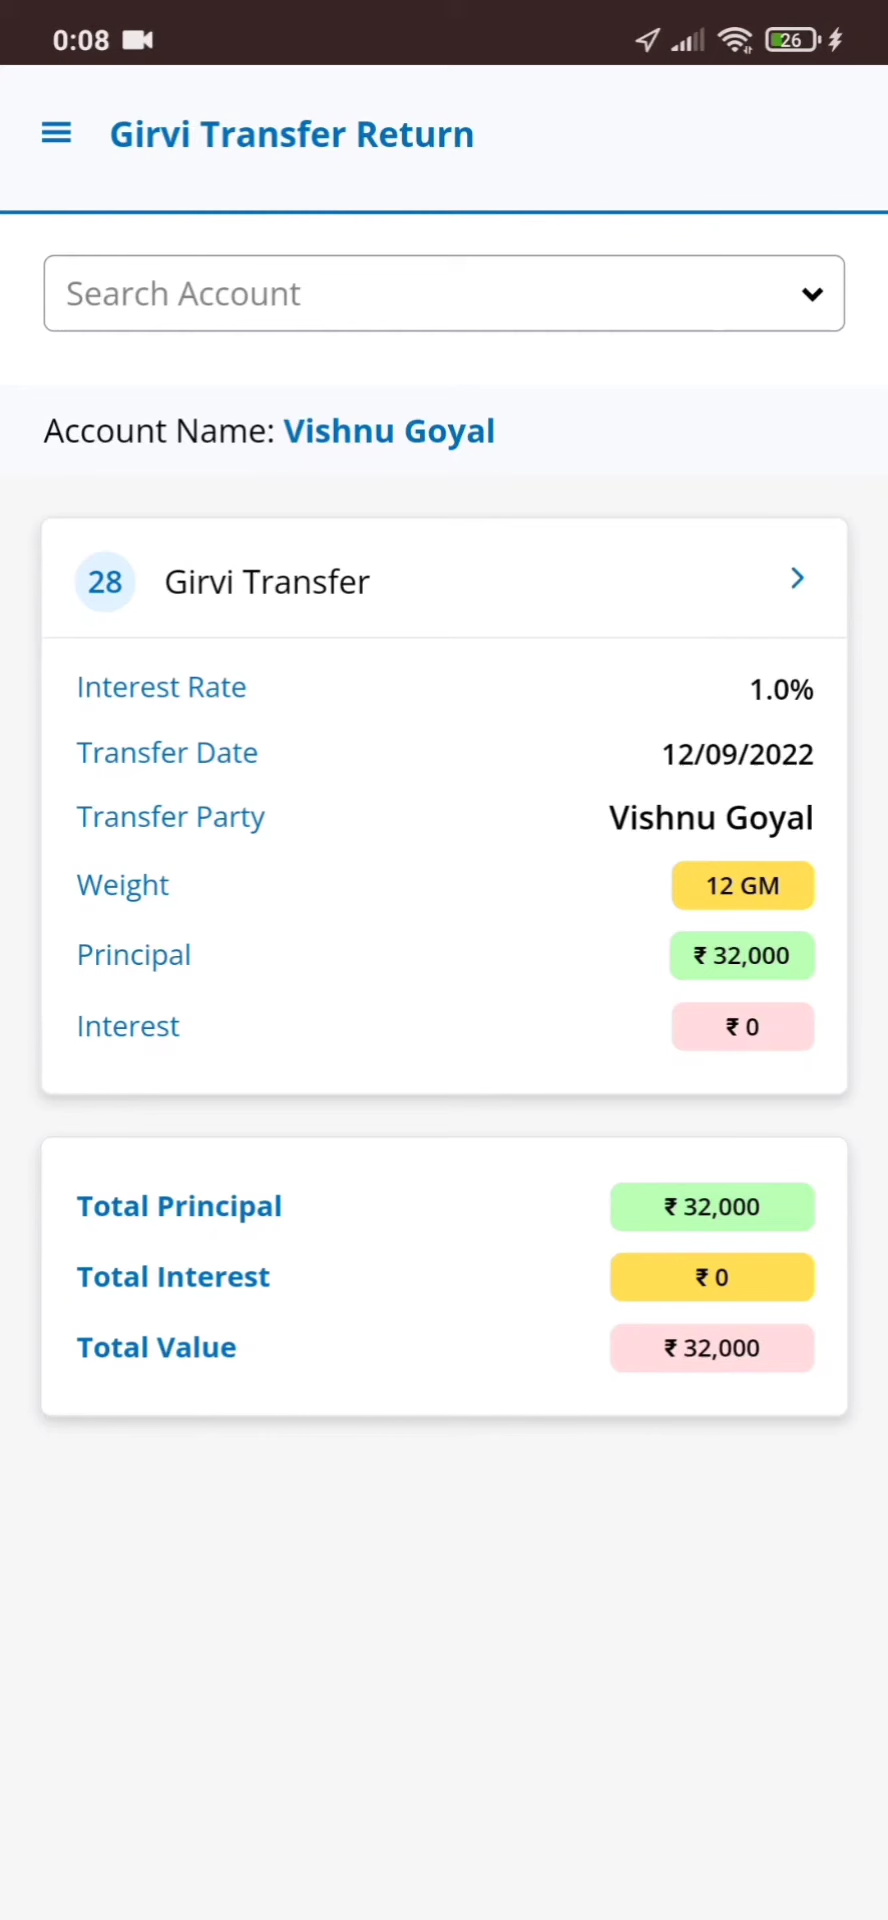 0:08
26
Girvi Transfer Return
Search Account
Account Name: Vishnu Goyal
28 Girvi Transfer
Interest Rate 1.0%
Transfer Date 12/09/2022
Transfer Party Vishnu Goyal
Weight 12 GM
Principal ₹ 32,000
Interest ₹ 0
Total Principal ₹ 32,000
Total Interest ₹ 0
Total Value ₹ 32,000